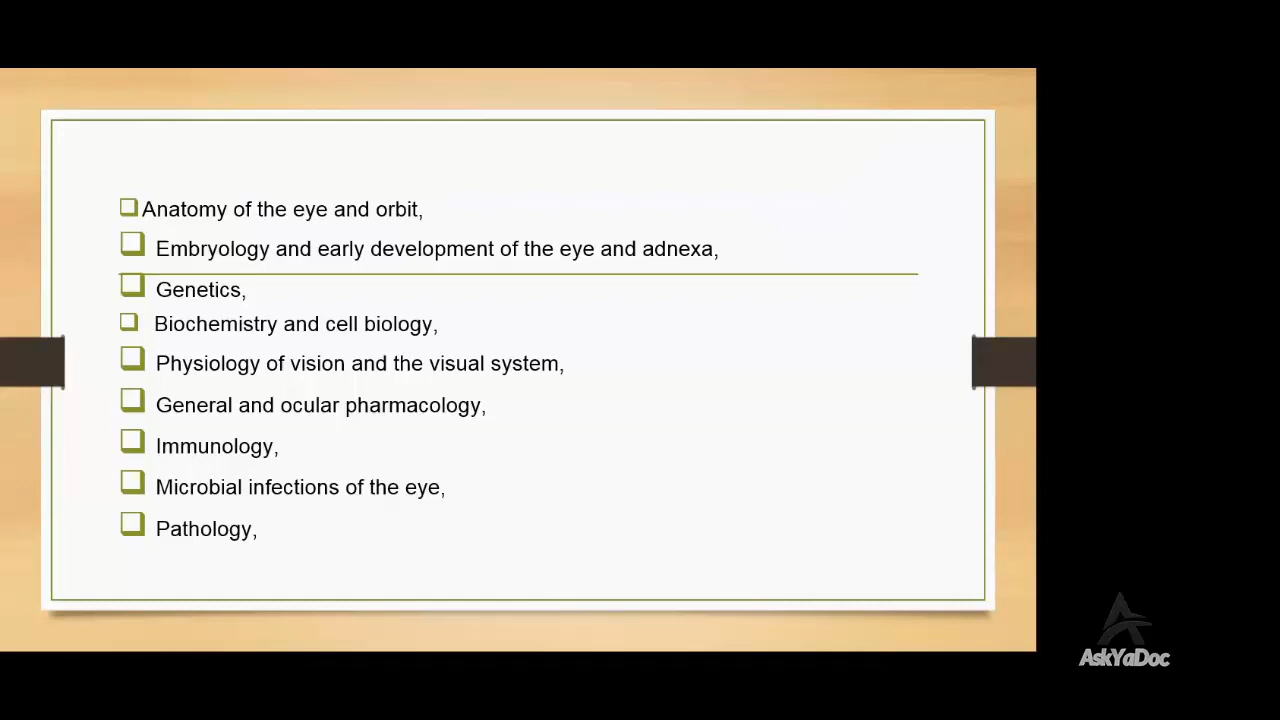 Anatomy of the eye and orbit,
Embryology and early development of the eye and adnexa,
Genetics,
Biochemistry and cell biology,
Physiology of vision and the visual system,
General and ocular pharmacology,
Immunology,
Microbial infections of the eye,
Pathology,
AskYaDoc